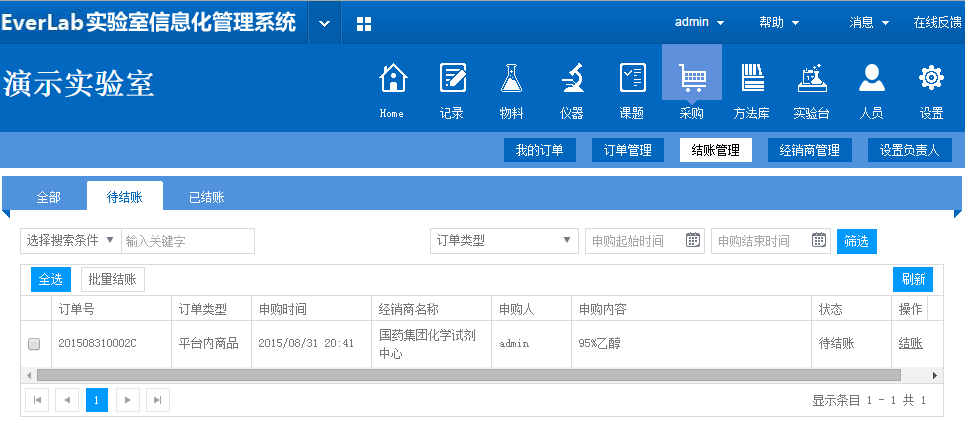 EverLab实验室信息化管理系统
admin 帮助 消息 在线反馈
演示实验室
Home 记录 物料 仪器 课题 采购 方法库 实验台 人员 设置
我的订单 订单管理 结账管理 经销商管理 设置负责人
全部 待结账 已结账
选择搜索条件 输入关键字 订单类型 申购起始时间 申购结束时间 筛选
全选 批量结账 刷新
订单号 订单类型 申购时间 经销商名称 申购人 申购内容 状态 操作
201508310002C 平台内商品 2015/08/31 20:41 国药集团化学试剂中心 admin 95%乙醇 待结账 结账
1 显示条目 1 - 1 共 1